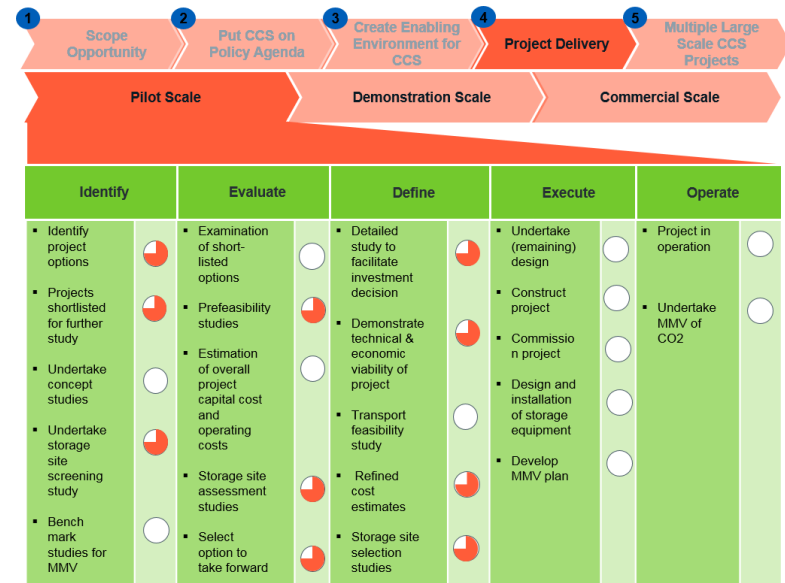 1
2
3
4
5
Scope
Opportunity
Put CCS on
Policy Agenda
Create Enabling
Environment for
CCS
Project Delivery
Multiple Large
Scale CCS
Projects
Pilot Scale
Demonstration Scale
Commercial Scale
Identify
Evaluate
Define
Execute
Operate
▪ Identify
project
options
▪ Projects
shortlisted
for further
study
▪ Undertake
concept
studies
▪ Undertake
storage
site
screening
study
▪ Bench
mark
studies for
MMV
▪ Examination
of short-
listed
options
▪ Prefeasibility
studies
▪ Estimation
of overall
project
capital cost
and
operating
costs
▪ Storage site
assessment
studies
▪ Select
option to
take forward
▪ Detailed
study to
facilitate
investment
decision
▪ Demonstrate
technical &
economic
viability of
project
▪ Transport
feasibility
study
▪ Refined
cost
estimates
▪ Storage site
selection
studies
▪ Undertake
(remaining)
design
▪ Construct
project
▪ Commissio
n project
▪ Design and
installation
of storage
equipment
▪ Develop
MMV plan
▪ Project in
operation
▪ Undertake
MMV of
CO2